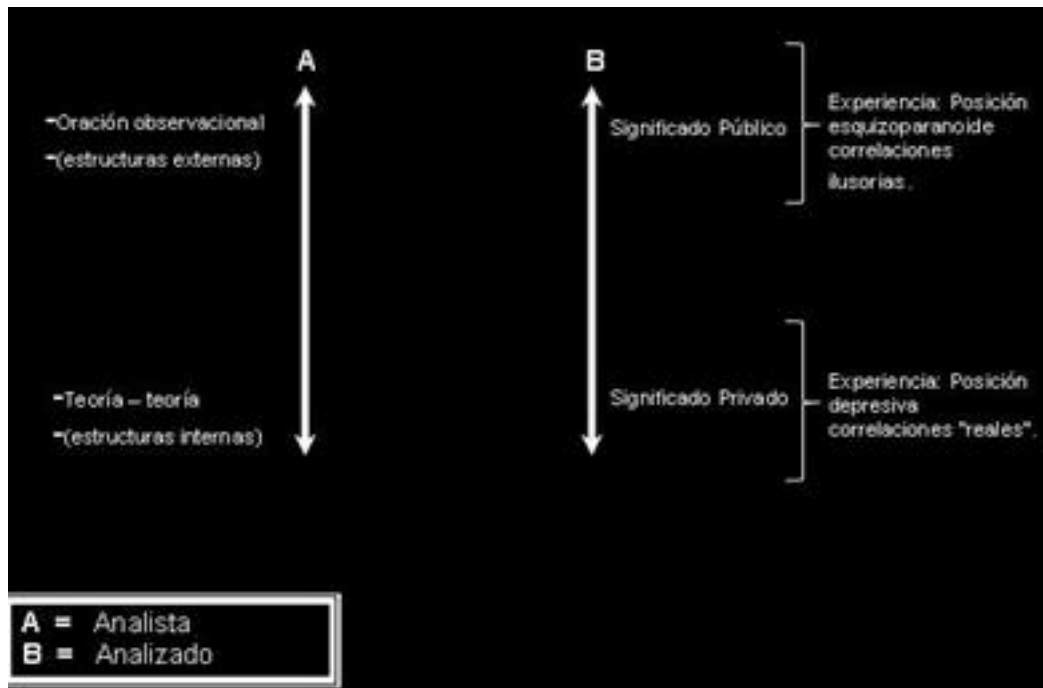 A
B
-Oración observacional
-(estructuras externas)
Significado Público
Experiencia: Posición
esquizoparanoide
correlaciones
ilusorias.
-Teoría – teoría
-(estructuras internas)
Significado Privado
Experiencia: Posición
depresiva
correlaciones "reales".
A = Analista
B = Analizado